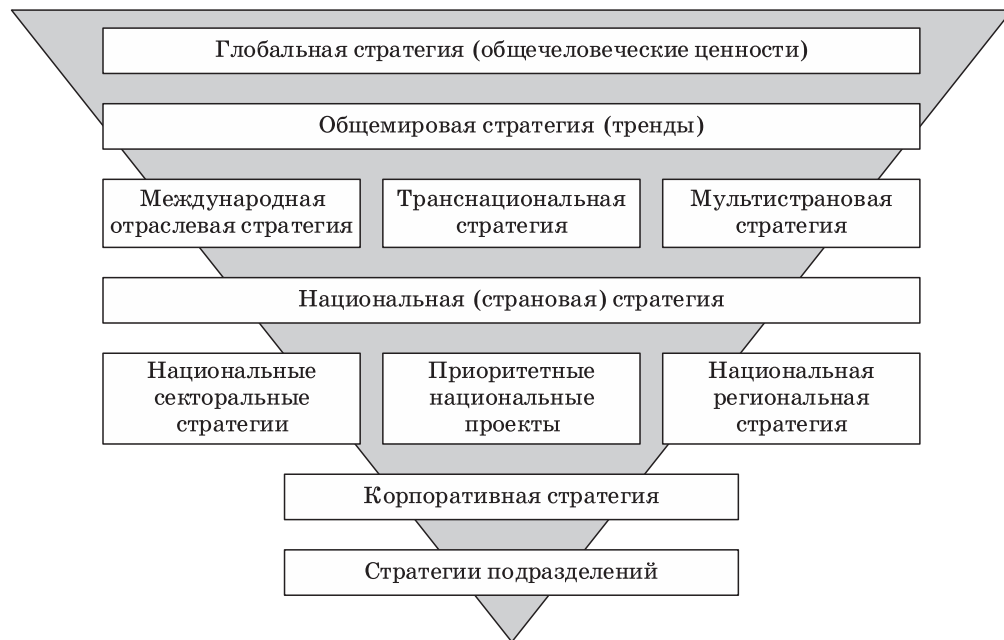 Глобальная стратегия (общечеловеческие ценности)
Общемировая стратегия (тренды)
Международная
отраслевая стратегия
Транснациональная
стратегия
Мультистрановая
стратегия
Национальная (страновая) стратегия
Национальные
секторальные
стратегии
Приоритетные
национальные
проекты
Национальная
региональная
стратегия
Корпоративная стратегия
Стратегии подразделений